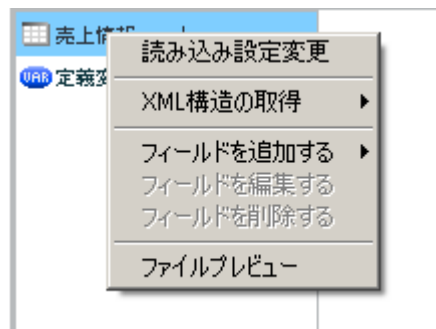 売上情
読み込み設定変更
VAR 定義変
XML構造の取得
フィールドを追加する
フィールドを編集する
フィールドを削除する
ファイルプレビュー